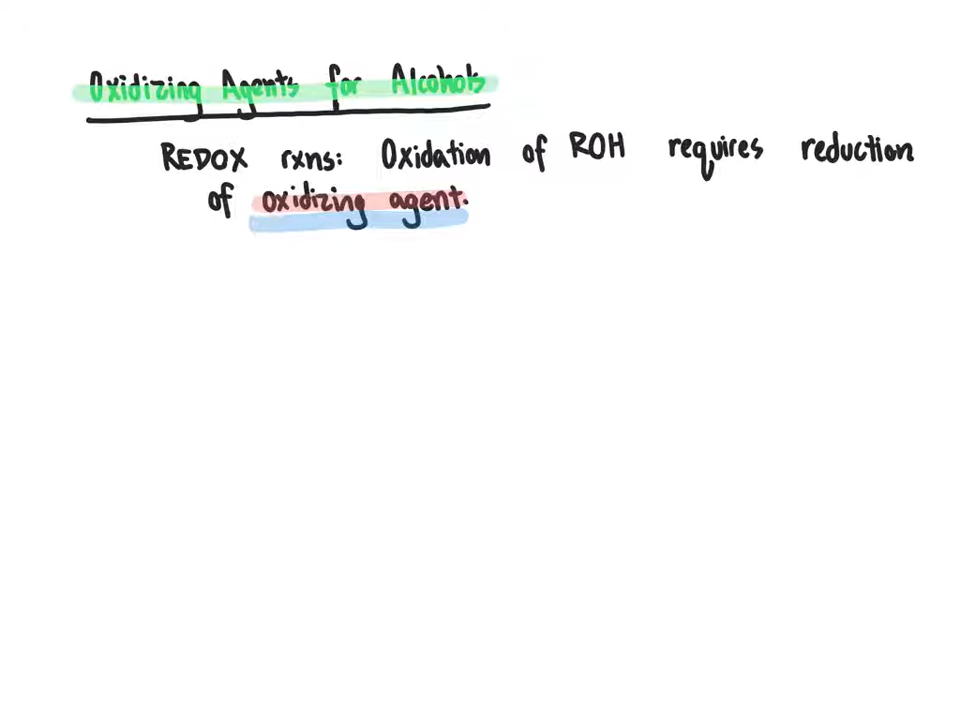 Oxidizing Agents for Alcohols
REDOX rxns: Oxidation of ROH requires reduction
of oxidizing agent.